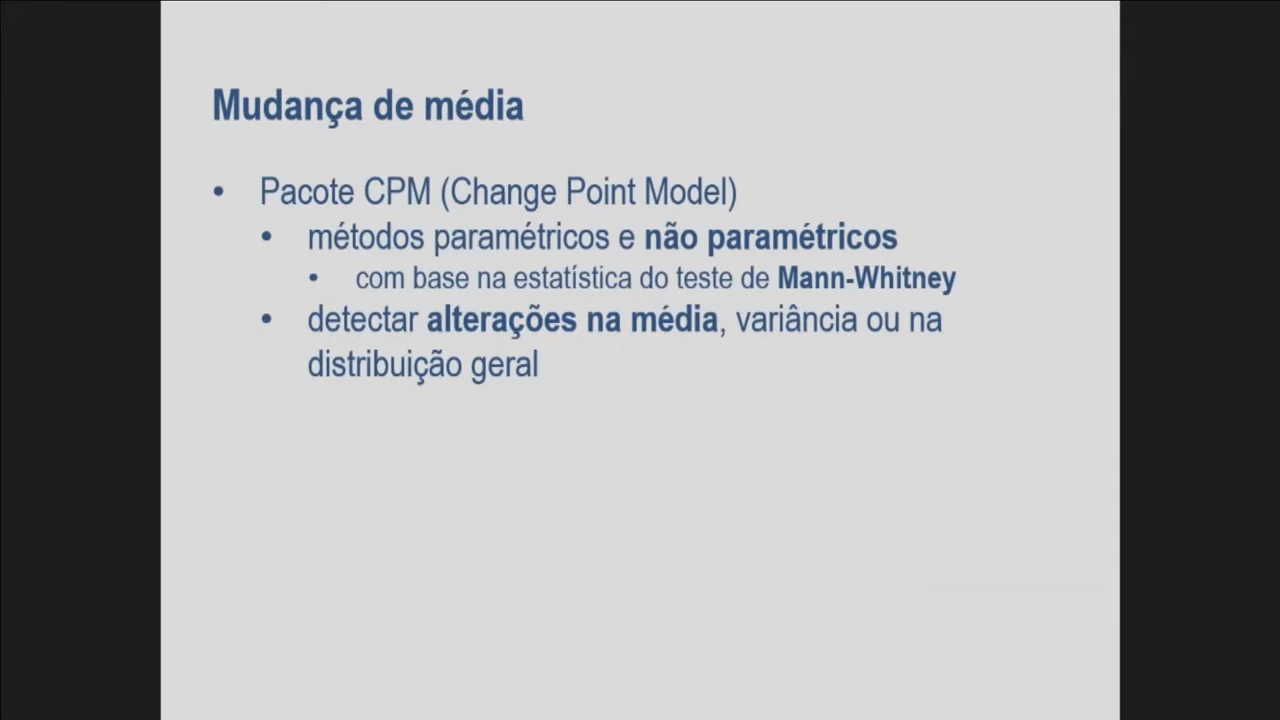 Mudança de média
• Pacote CPM (Change Point Model)
• métodos paramétricos e não paramétricos
• com base na estatística do teste de Mann-Whitney
• detectar alterações na média, variância ou na
distribuição geral